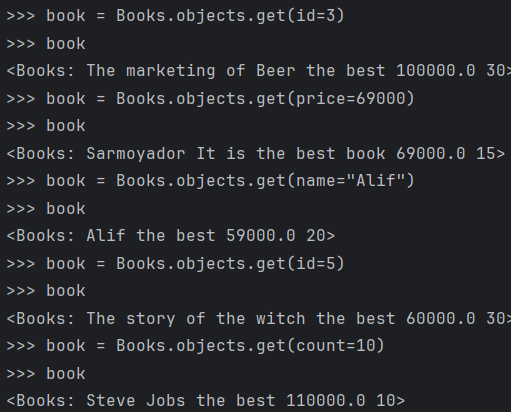 >>> book = Books.objects.get(id=3)
>>> book
<Books: The marketing of Beer the best 100000.0 30>
>>> book = Books.objects.get(price=69000)
>>> book
<Books: Sarmoyador It is the best book 69000.0 15>
>>> book = Books.objects.get(name="Alif")
>>> book
<Books: Alif the best 59000.0 20>
>>> book = Books.objects.get(id=5)
>>> book
<Books: The story of the witch the best 60000.0 30>
>>> book = Books.objects.get(count=10)
>>> book
<Books: Steve Jobs the best 110000.0 10>